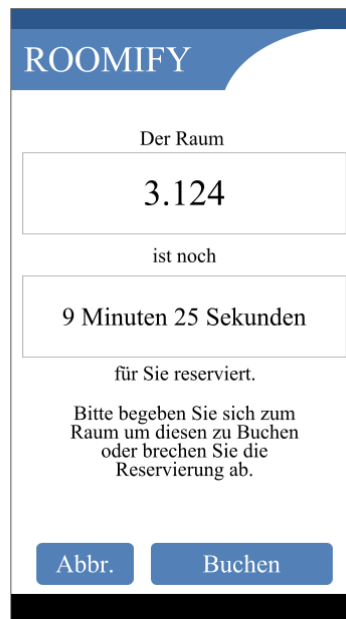 ROOMIFY
Der Raum
3.124
ist noch
9 Minuten 25 Sekunden
für Sie reserviert.
Bitte begeben Sie sich zum
Raum um diesen zu Buchen
oder brechen Sie die
Reservierung ab.
Abbr.
Buchen